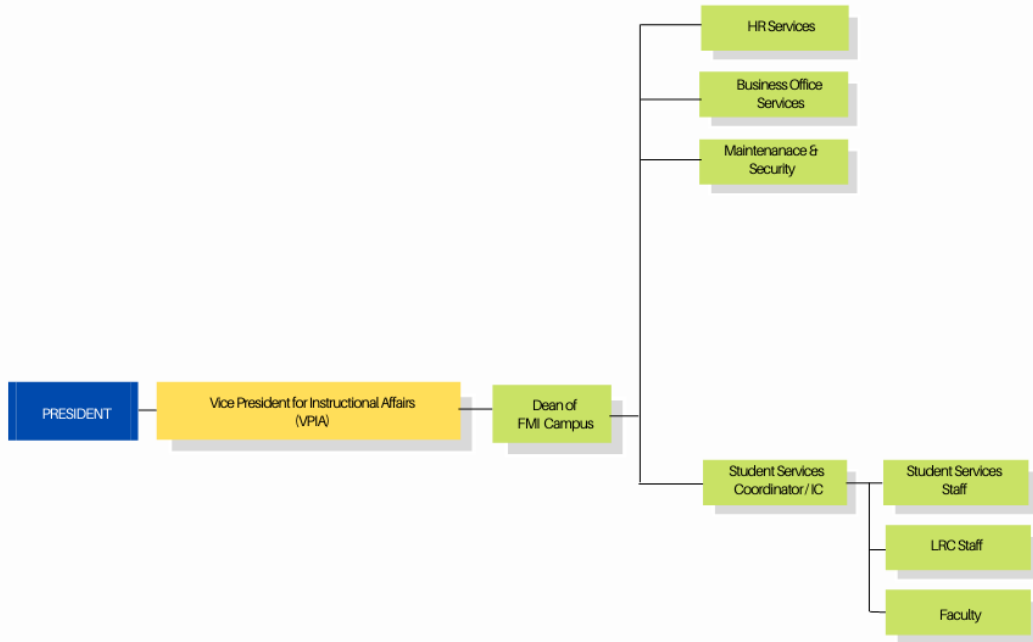 HR Services
Business Office
Services
Maintenanace &
Security
PRESIDENT
Vice President for Instructional Affairs
(VPIA)
Dean of
FMI Campus
Student Services
Coordinator / IC
Student Services
Staff
LRC Staff
Faculty